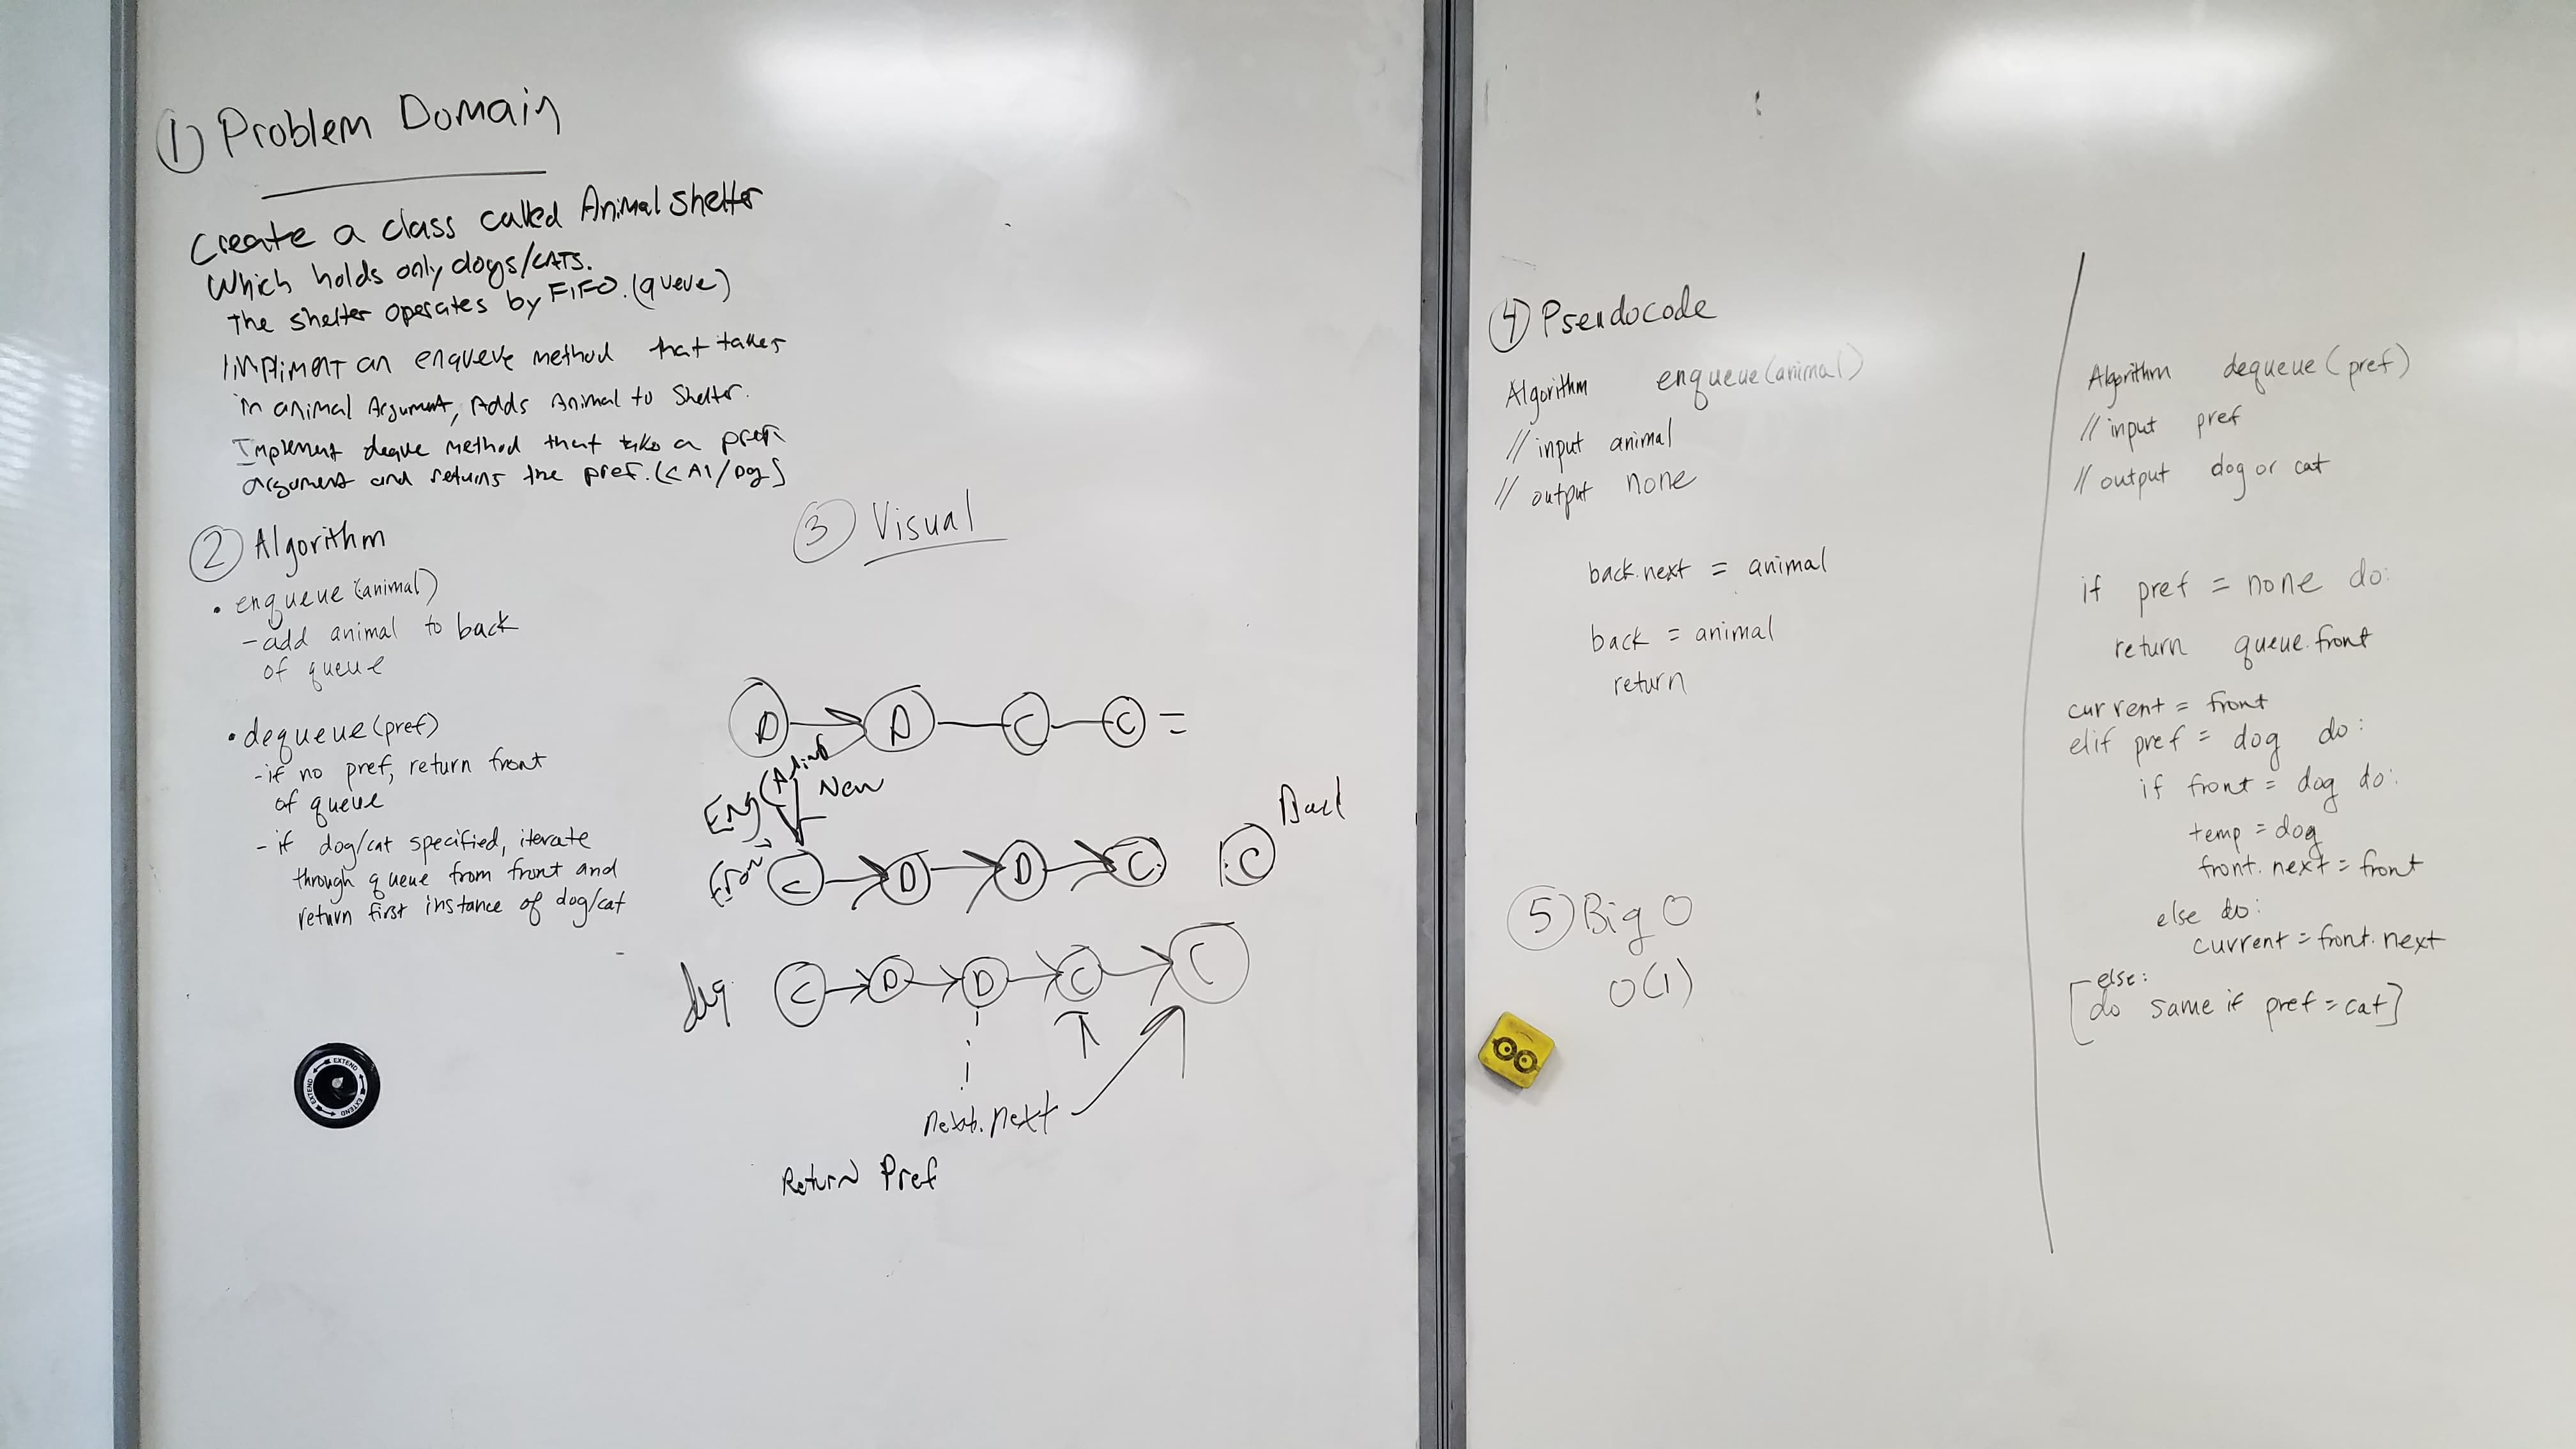 ① Problem Domain
Create a class called Animal Shelter
Which holds only dogs/CATS.
The shelter operates by FIFO. (queue)
Impliment an enqueue method that takes
in animal Argument, Adds Animal to Shelter.
Implement deque method that take a pref
argument and returns the pref. (CAT/Dog)
② Algorithm
• enqueue (animal)
- add animal to back
of queue
• dequeue (pref)
- if no pref, return front
of queue
- if dog/cat specified, iterate
through queue from front and
return first instance of dog/cat
EXTEND EXTEND EXTEND
③ Visual
D D C C =
Enq New
Front C D D C C Back
deq C D D C C
next.next
Return Pref
④ Pseudocode
Algorithm enqueue (animal)
// input animal
// output none
back.next = animal
back = animal
return
⑤ Big O
O(1)
Algorithm dequeue (pref)
// input pref
// output dog or cat
if pref = none do:
return queue.front
current = front
elif pref = dog do:
if front = dog do:
temp = dog
front.next = front
else do:
current = front.next
else:
[do same if pref = cat]